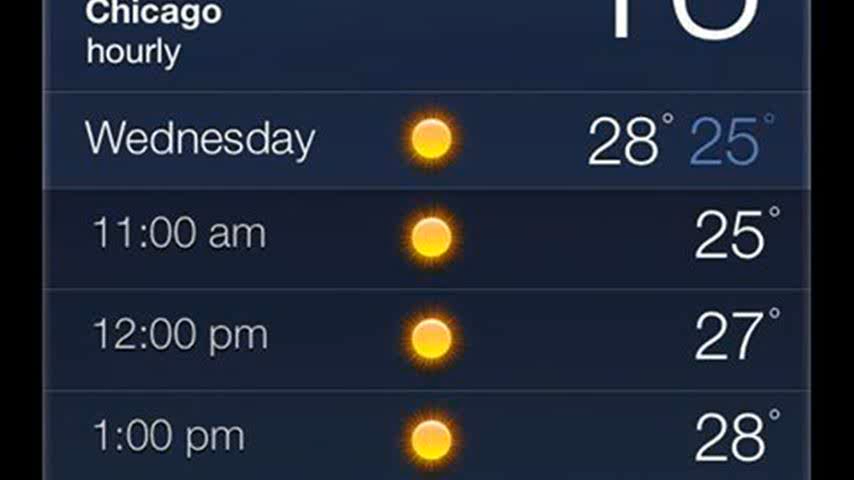 Chicago
hourly
Wednesday 28° 25°
11:00 am 25°
12:00 pm 27°
1:00 pm 28°